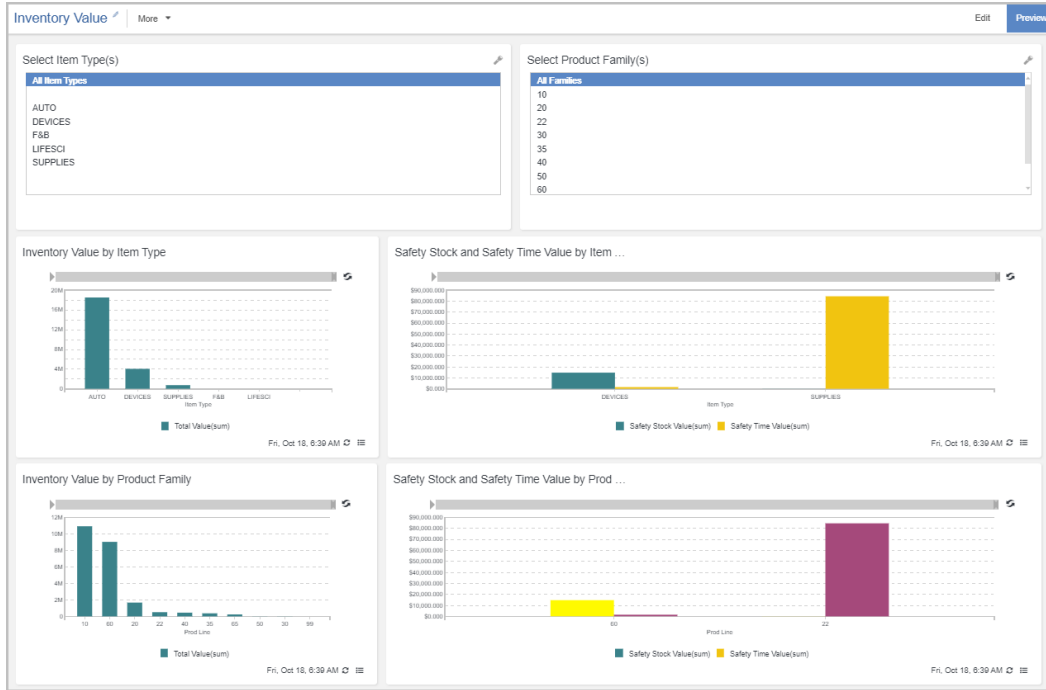 Inventory Value More Edit Preview
Select Item Type(s)
All Item Types
AUTO
DEVICES
F&B
LIFESCI
SUPPLIES
Select Product Family(s)
All Families
10
20
22
30
35
40
50
60
Inventory Value by Item Type
20M
16M
12M
8M
4M
0
AUTO DEVICES SUPPLIES F&B LIFESCI
Item Type
Total Value(sum)
Fri, Oct 18, 6:39 AM
Safety Stock and Safety Time Value by Item ...
$90,000.000
$80,000.000
$70,000.000
$60,000.000
$50,000.000
$40,000.000
$30,000.000
$20,000.000
$10,000.000
$0.000
DEVICES SUPPLIES
Item Type
Safety Stock Value(sum) Safety Time Value(sum)
Fri, Oct 18, 6:39 AM
Inventory Value by Product Family
12M
10M
8M
6M
4M
2M
0
10 60 20 22 40 35 65 50 30 99
Prod Line
Total Value(sum)
Fri, Oct 18, 6:39 AM
Safety Stock and Safety Time Value by Prod ...
$90,000.000
$80,000.000
$70,000.000
$60,000.000
$50,000.000
$40,000.000
$30,000.000
$20,000.000
$10,000.000
$0.000
60 22
Prod Line
Safety Stock Value(sum) Safety Time Value(sum)
Fri, Oct 18, 6:39 AM